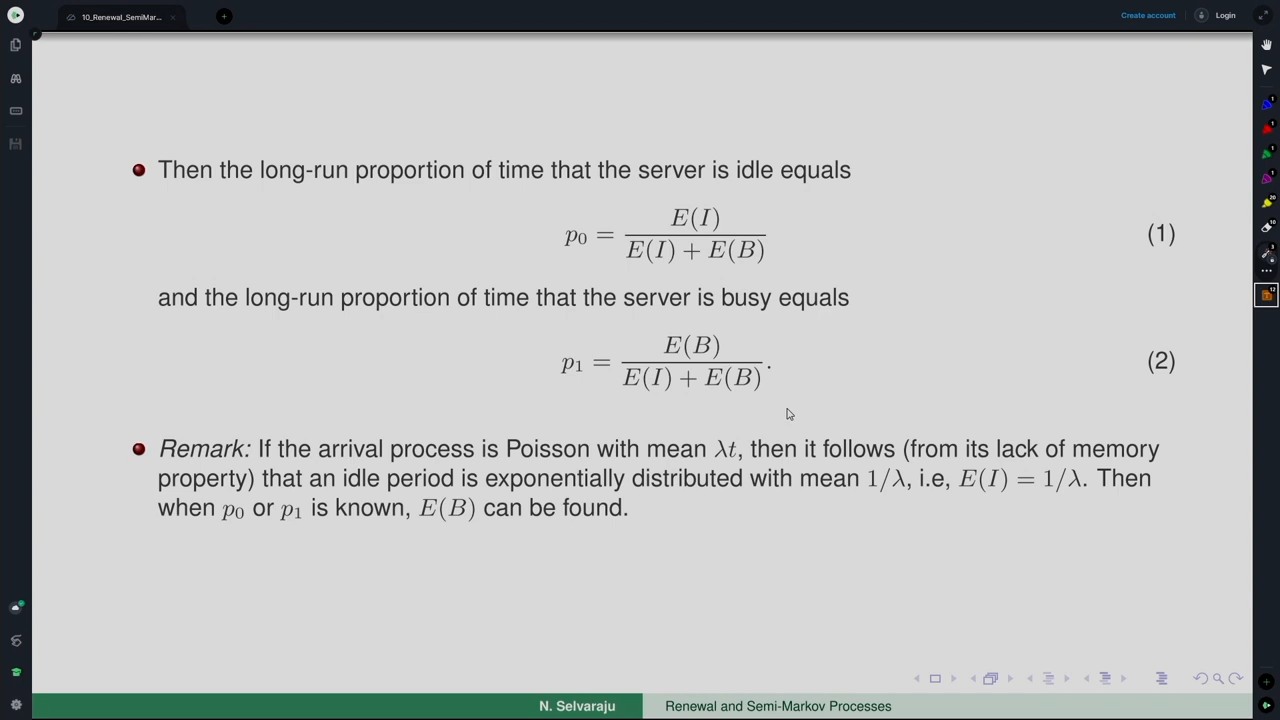 10_Renewal_SemiMar...
Create account
Login
Then the long-run proportion of time that the server is idle equals
p₀ = E(I) / (E(I) + E(B)) (1)
and the long-run proportion of time that the server is busy equals
p₁ = E(B) / (E(I) + E(B)). (2)
Remark: If the arrival process is Poisson with mean λt, then it follows (from its lack of memory
property) that an idle period is exponentially distributed with mean 1/λ, i.e, E(I) = 1/λ. Then
when p₀ or p₁ is known, E(B) can be found.
N. Selvaraju
Renewal and Semi-Markov Processes